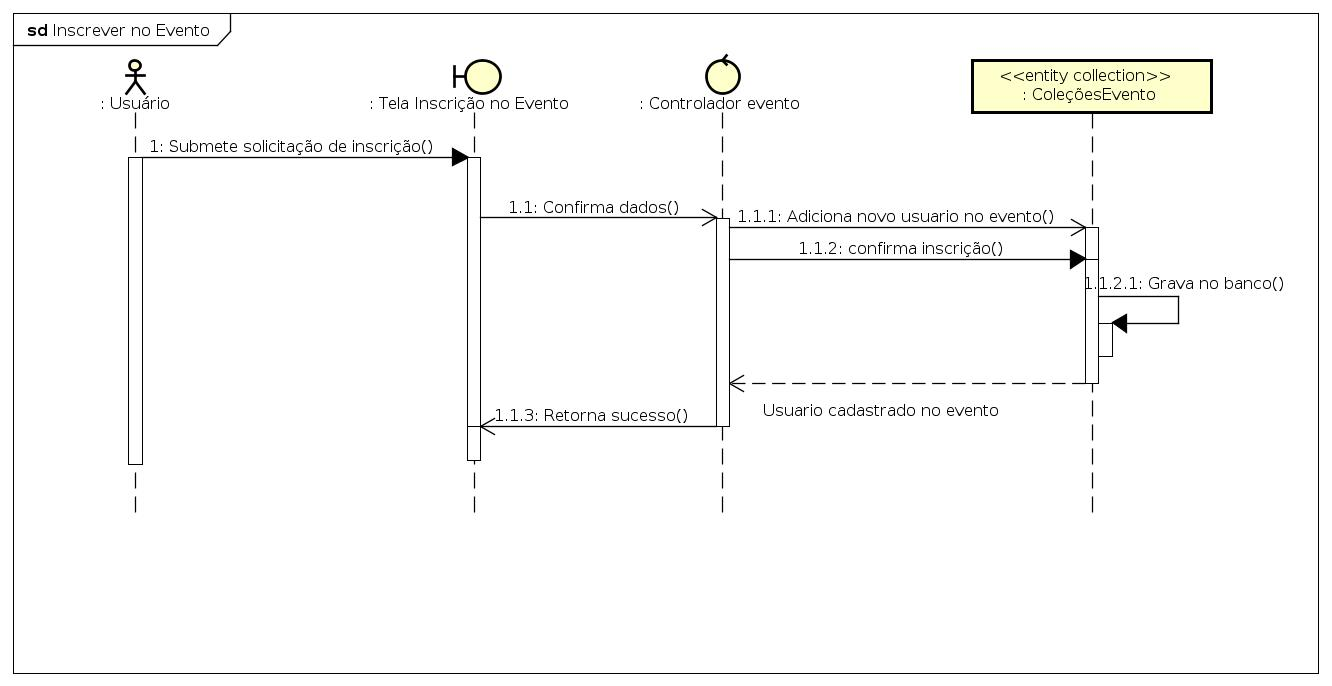 sd Inscrever no Evento
: Usuário
: Tela Inscrição no Evento
: Controlador evento
<<entity collection>>
: ColeçõesEvento
1: Submete solicitação de inscrição()
1.1: Confirma dados()
1.1.1: Adiciona novo usuario no evento()
1.1.2: confirma inscrição()
1.1.2.1: Grava no banco()
Usuario cadastrado no evento
1.1.3: Retorna sucesso()